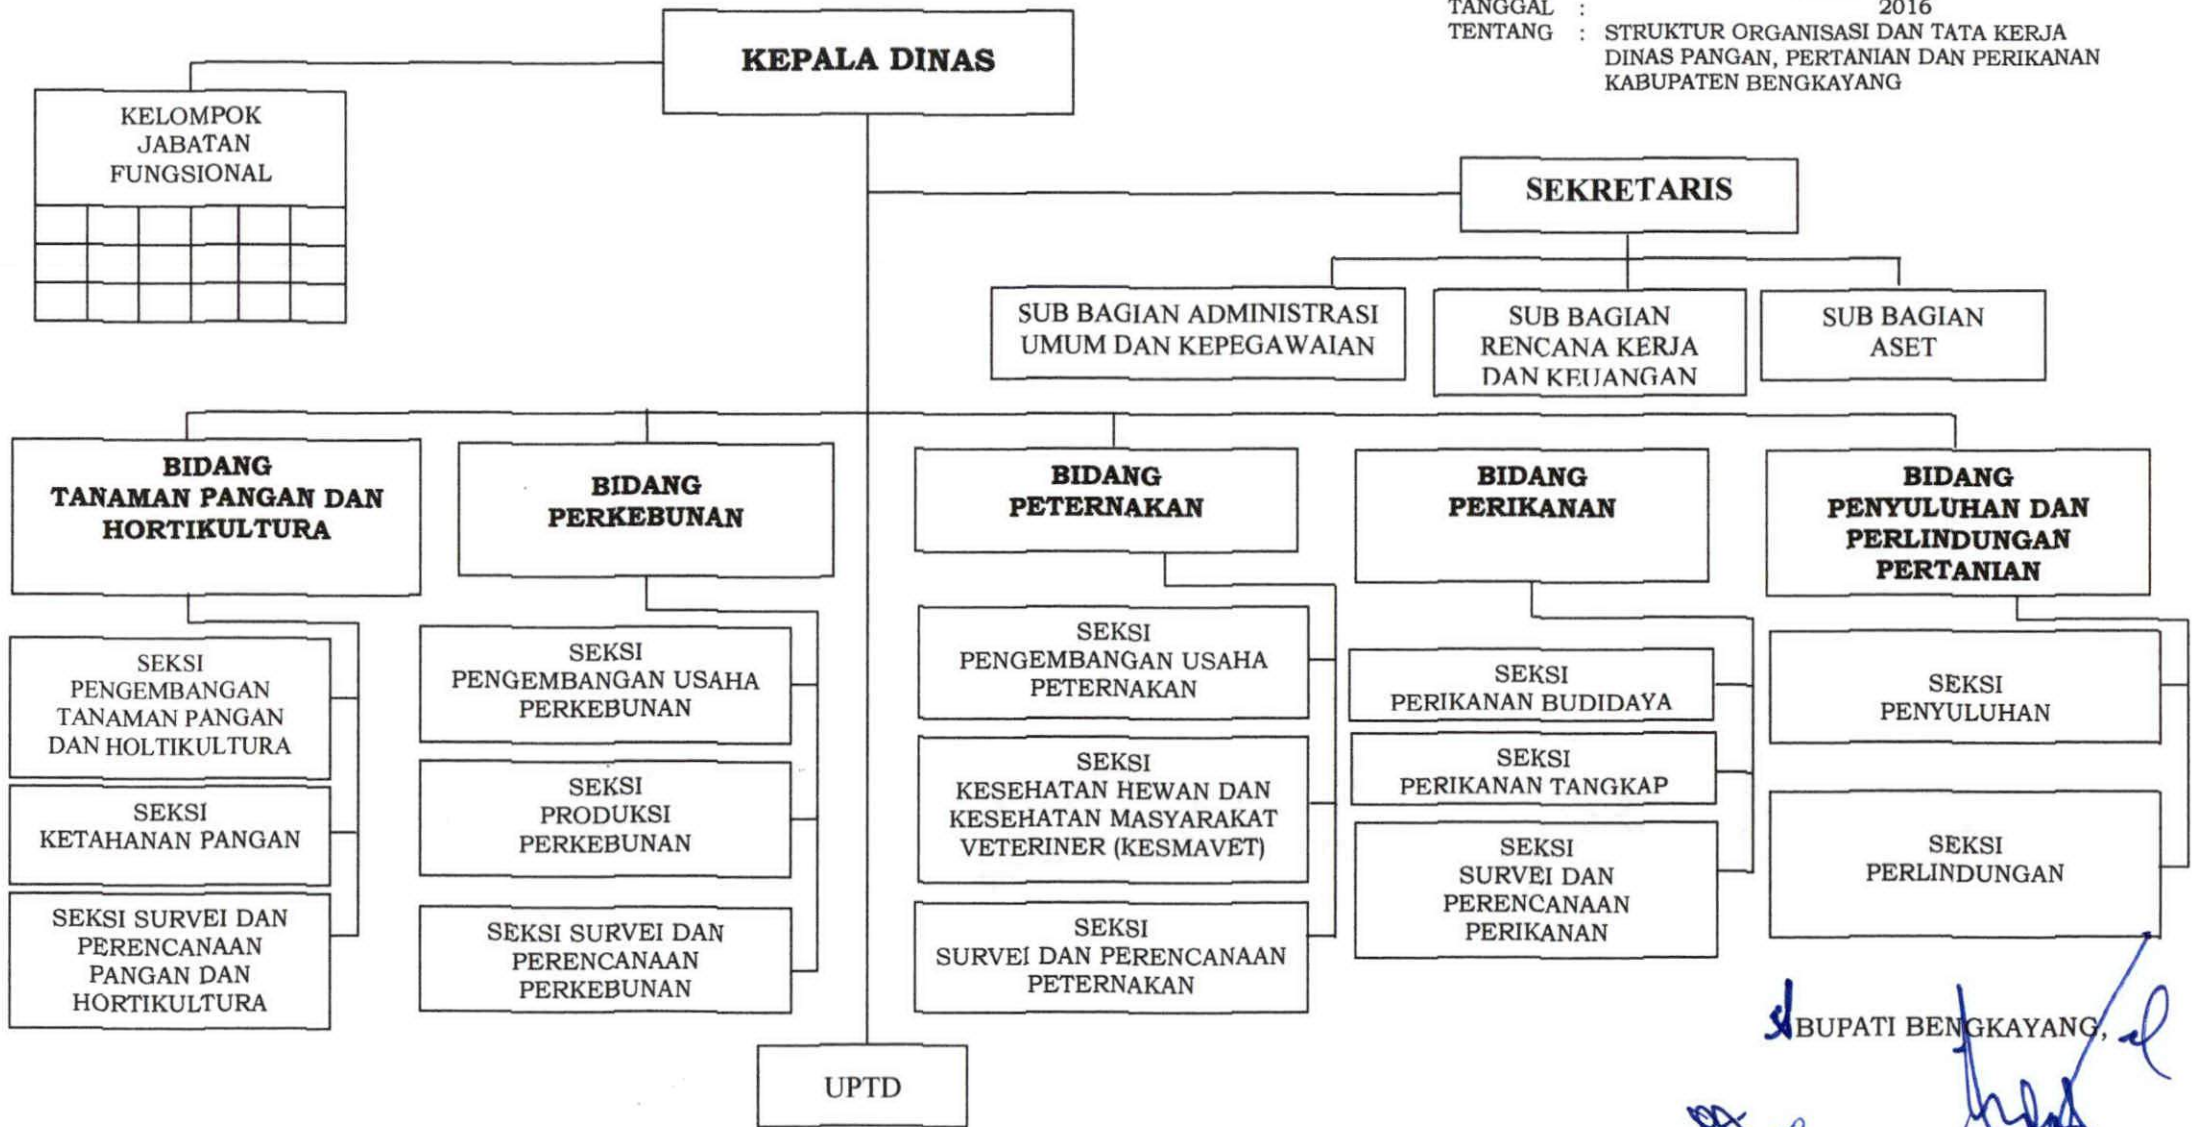 TANGGAL : 2016
TENTANG : STRUKTUR ORGANISASI DAN TATA KERJA
DINAS PANGAN, PERTANIAN DAN PERIKANAN
KABUPATEN BENGKAYANG
KEPALA DINAS
KELOMPOK
JABATAN
FUNGSIONAL
SEKRETARIS
SUB BAGIAN ADMINISTRASI
UMUM DAN KEPEGAWAIAN
SUB BAGIAN
RENCANA KERJA
DAN KEUANGAN
SUB BAGIAN
ASET
BIDANG
TANAMAN PANGAN DAN
HORTIKULTURA
BIDANG
PERKEBUNAN
BIDANG
PETERNAKAN
BIDANG
PERIKANAN
BIDANG
PENYULUHAN DAN
PERLINDUNGAN
PERTANIAN
SEKSI
PENGEMBANGAN
TANAMAN PANGAN
DAN HOLTIKULTURA
SEKSI
KETAHANAN PANGAN
SEKSI SURVEI DAN
PERENCANAAN
PANGAN DAN
HORTIKULTURA
SEKSI
PENGEMBANGAN USAHA
PERKEBUNAN
SEKSI
PRODUKSI
PERKEBUNAN
SEKSI SURVEI DAN
PERENCANAAN
PERKEBUNAN
SEKSI
PENGEMBANGAN USAHA
PETERNAKAN
SEKSI
KESEHATAN HEWAN DAN
KESEHATAN MASYARAKAT
VETERINER (KESMAVET)
SEKSI
SURVEI DAN PERENCANAAN
PETERNAKAN
SEKSI
PERIKANAN BUDIDAYA
SEKSI
PERIKANAN TANGKAP
SEKSI
SURVEI DAN
PERENCANAAN
PERIKANAN
SEKSI
PENYULUHAN
SEKSI
PERLINDUNGAN
UPTD
BUPATI BENGKAYANG,